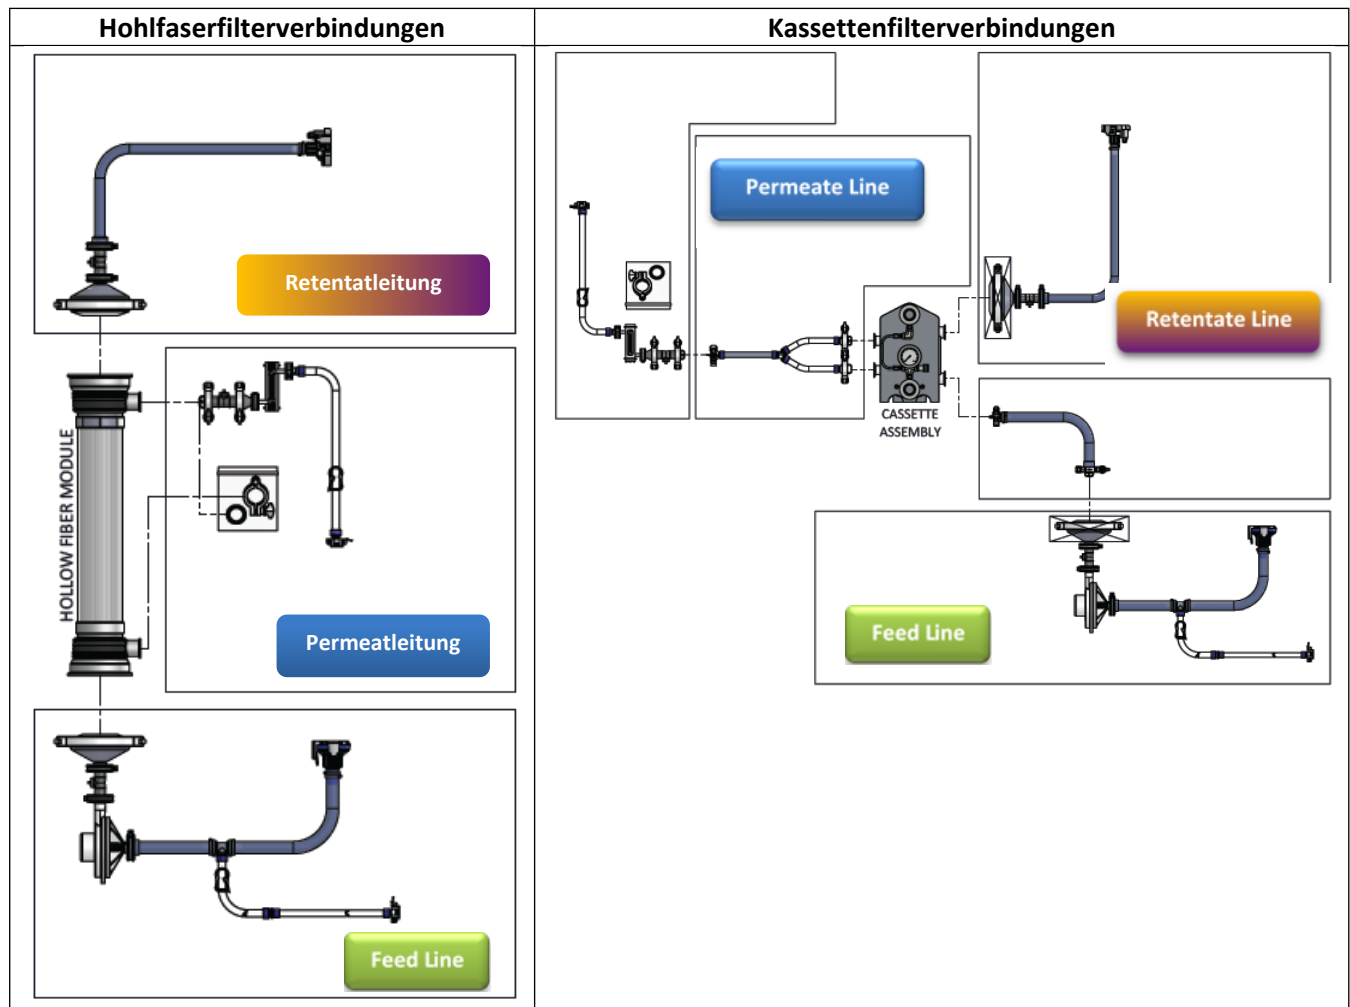 Hohlfaserfilterverbindungen
Retentatleitung
HOLLOW FIBER MODULE
Permeatleitung
Feed Line
Kassettenfilterverbindungen
Permeate Line
Retentate Line
CASSETTE
ASSEMBLY
Feed Line